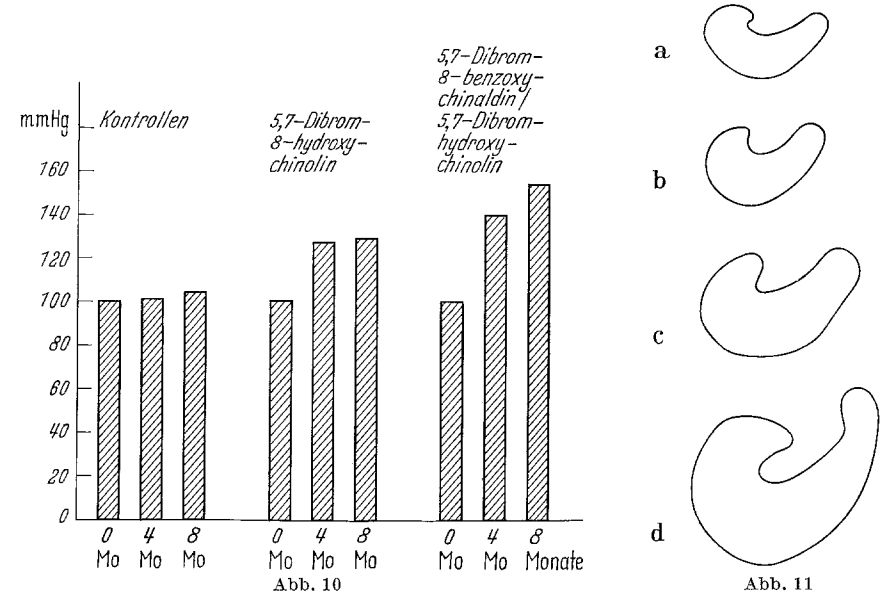 mmHg
160
140
120
100
80
60
40
20
0
Kontrollen
5,7-Dibrom-
8-hydroxy-
chinolin
5,7-Dibrom-
8-benzoxy-
chinaldin/
5,7-Dibrom-
hydroxy-
chinolin
0 4 8 0 4 8 0 4 8
Mo Mo Mo Mo Mo Mo Mo Mo Monate
Abb. 10
a
b
c
d
Abb. 11